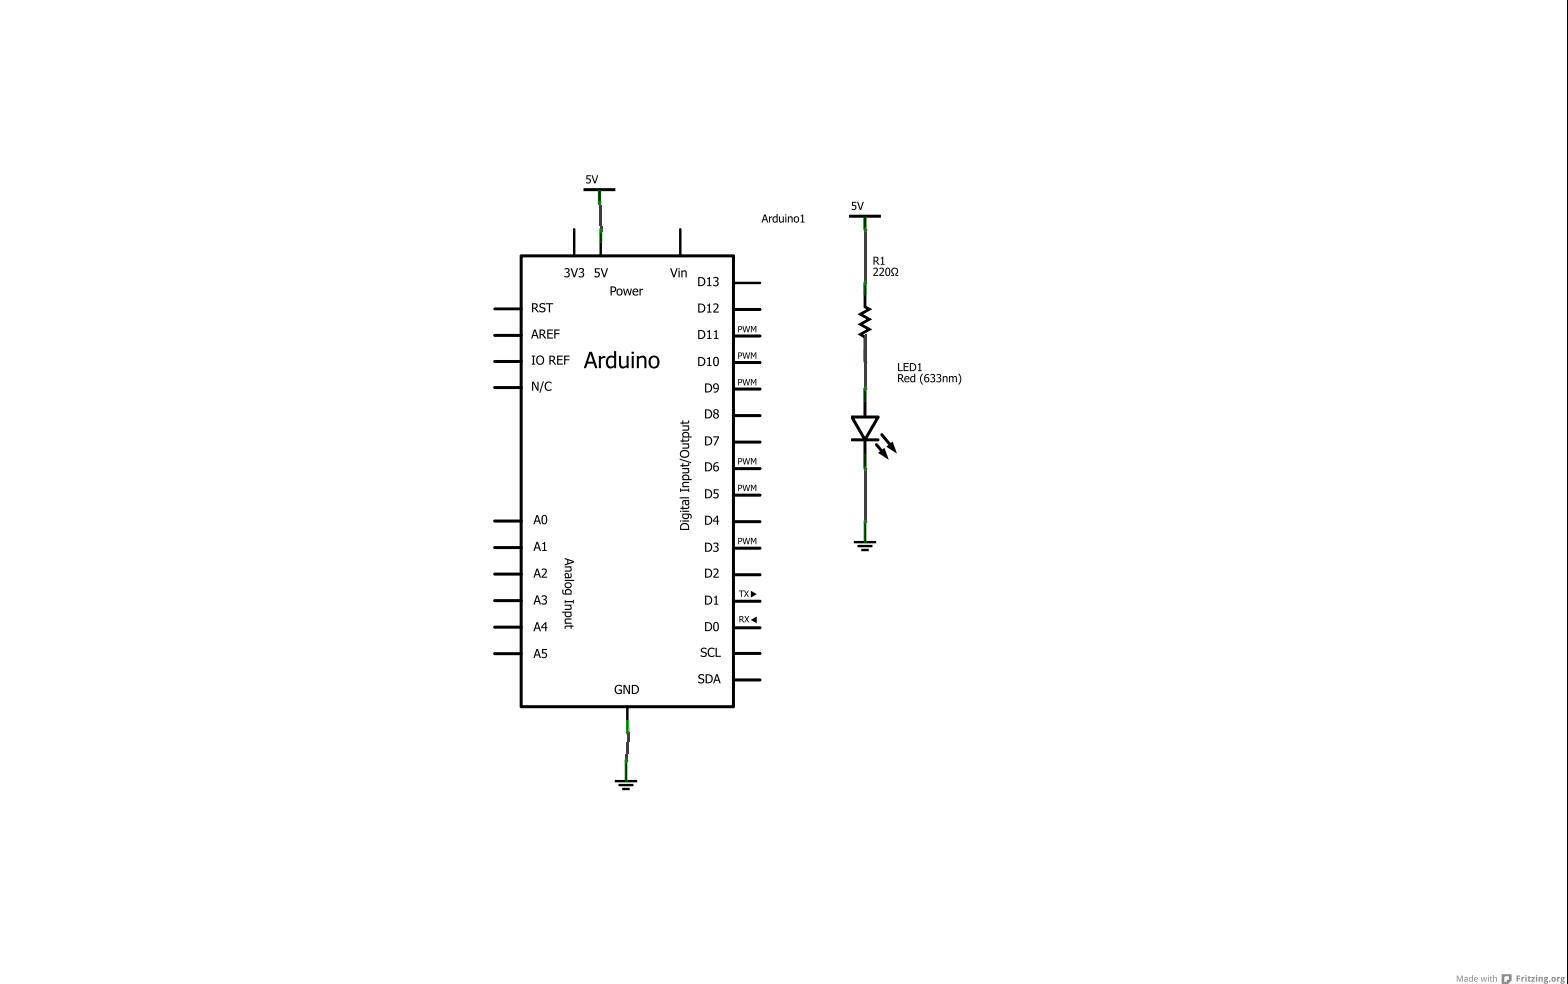 5V
5V
Arduino1
R1
220Ω
3V3 5V Vin
Power
D13
RST
D12
AREF
PWM
D11
IO REF
Arduino
PWM
D10
N/C
PWM
D9
LED1
Red (633nm)
D8
D7
PWM
D6
PWM
D5
Digital Input/Output
A0
D4
A1
PWM
D3
A2
D2
Analog Input
A3
TX
D1
A4
RX
D0
A5
SCL
SDA
GND
Made with Fritzing.org